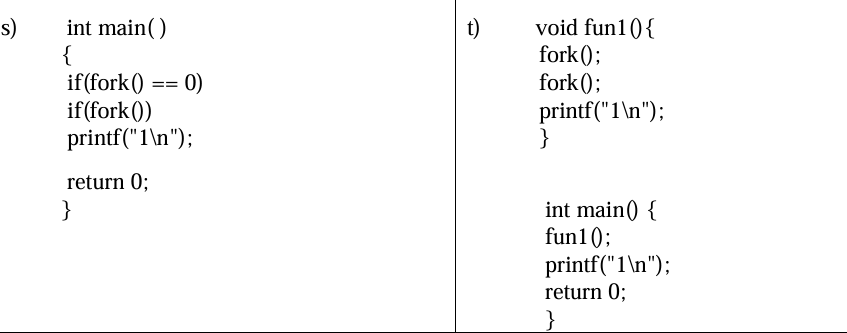 s) int main( )
{
if(fork() == 0)
if(fork())
printf("1\n");
return 0;
}
t) void fun1(){
fork();
fork();
printf("1\n");
}
int main() {
fun1();
printf("1\n");
return 0;
}